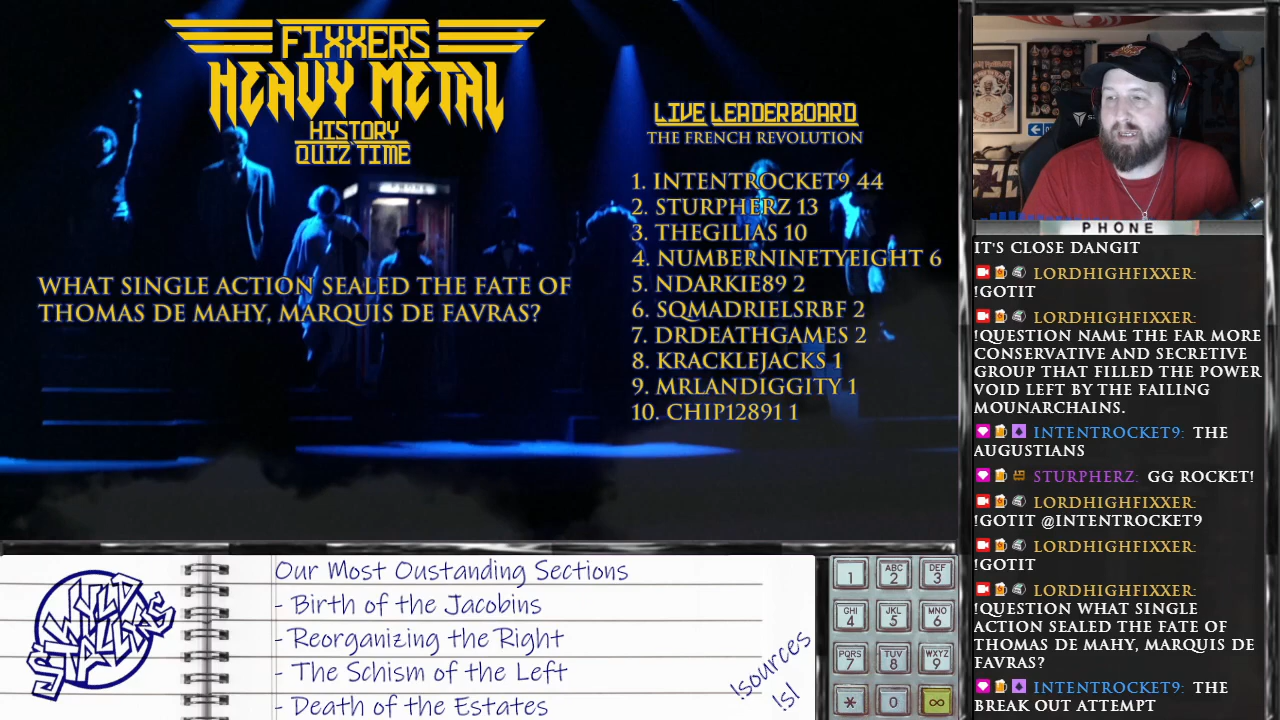 FIXXERS
HEAVY METAL
HISTORY
QUIZ TIME
WHAT SINGLE ACTION SEALED THE FATE OF
THOMAS DE MAHY, MARQUIS DE FAVRAS?
LIVE LEADERBOARD
THE FRENCH REVOLUTION
1. INTENTROCKET9 44
2. STURPHERZ 13
3. THEGILIAS 10
4. NUMBERNINETYEIGHT 6
5. NDARKIE89 2
6. SQMADRIELSRBF 2
7. DRDEATHGAMES 2
8. KRACKLEJACKS 1
9. MRLANDIGGITY 1
10. CHIP12891 1
PHONE
PHONE
IT'S CLOSE DANGIT
LORDHIGHFIXXER:
!GOTIT
LORDHIGHFIXXER:
!QUESTION NAME THE FAR MORE
CONSERVATIVE AND SECRETIVE
GROUP THAT FILLED THE POWER
VOID LEFT BY THE FAILING
MOUNARCHAINS.
INTENTROCKET9: THE
AUGUSTIANS
STURPHERZ: GG ROCKET!
LORDHIGHFIXXER:
!GOTIT @INTENTROCKET9
LORDHIGHFIXXER:
!GOTIT
LORDHIGHFIXXER:
!QUESTION WHAT SINGLE
ACTION SEALED THE FATE OF
THOMAS DE MAHY, MARQUIS DE
FAVRAS?
INTENTROCKET9: THE
BREAK OUT ATTEMPT
WYLD
STALLYNS
Our Most Oustanding Sections
- Birth of the Jacobins
- Reorganizing the Right
- The Schism of the Left
- Death of the Estates
!sources
!sl
1 ABC 2 DEF 3
GHI 4 JKL 5 MNO 6
PQRS 7 TUV 8 WXYZ 9
* 0 ∞